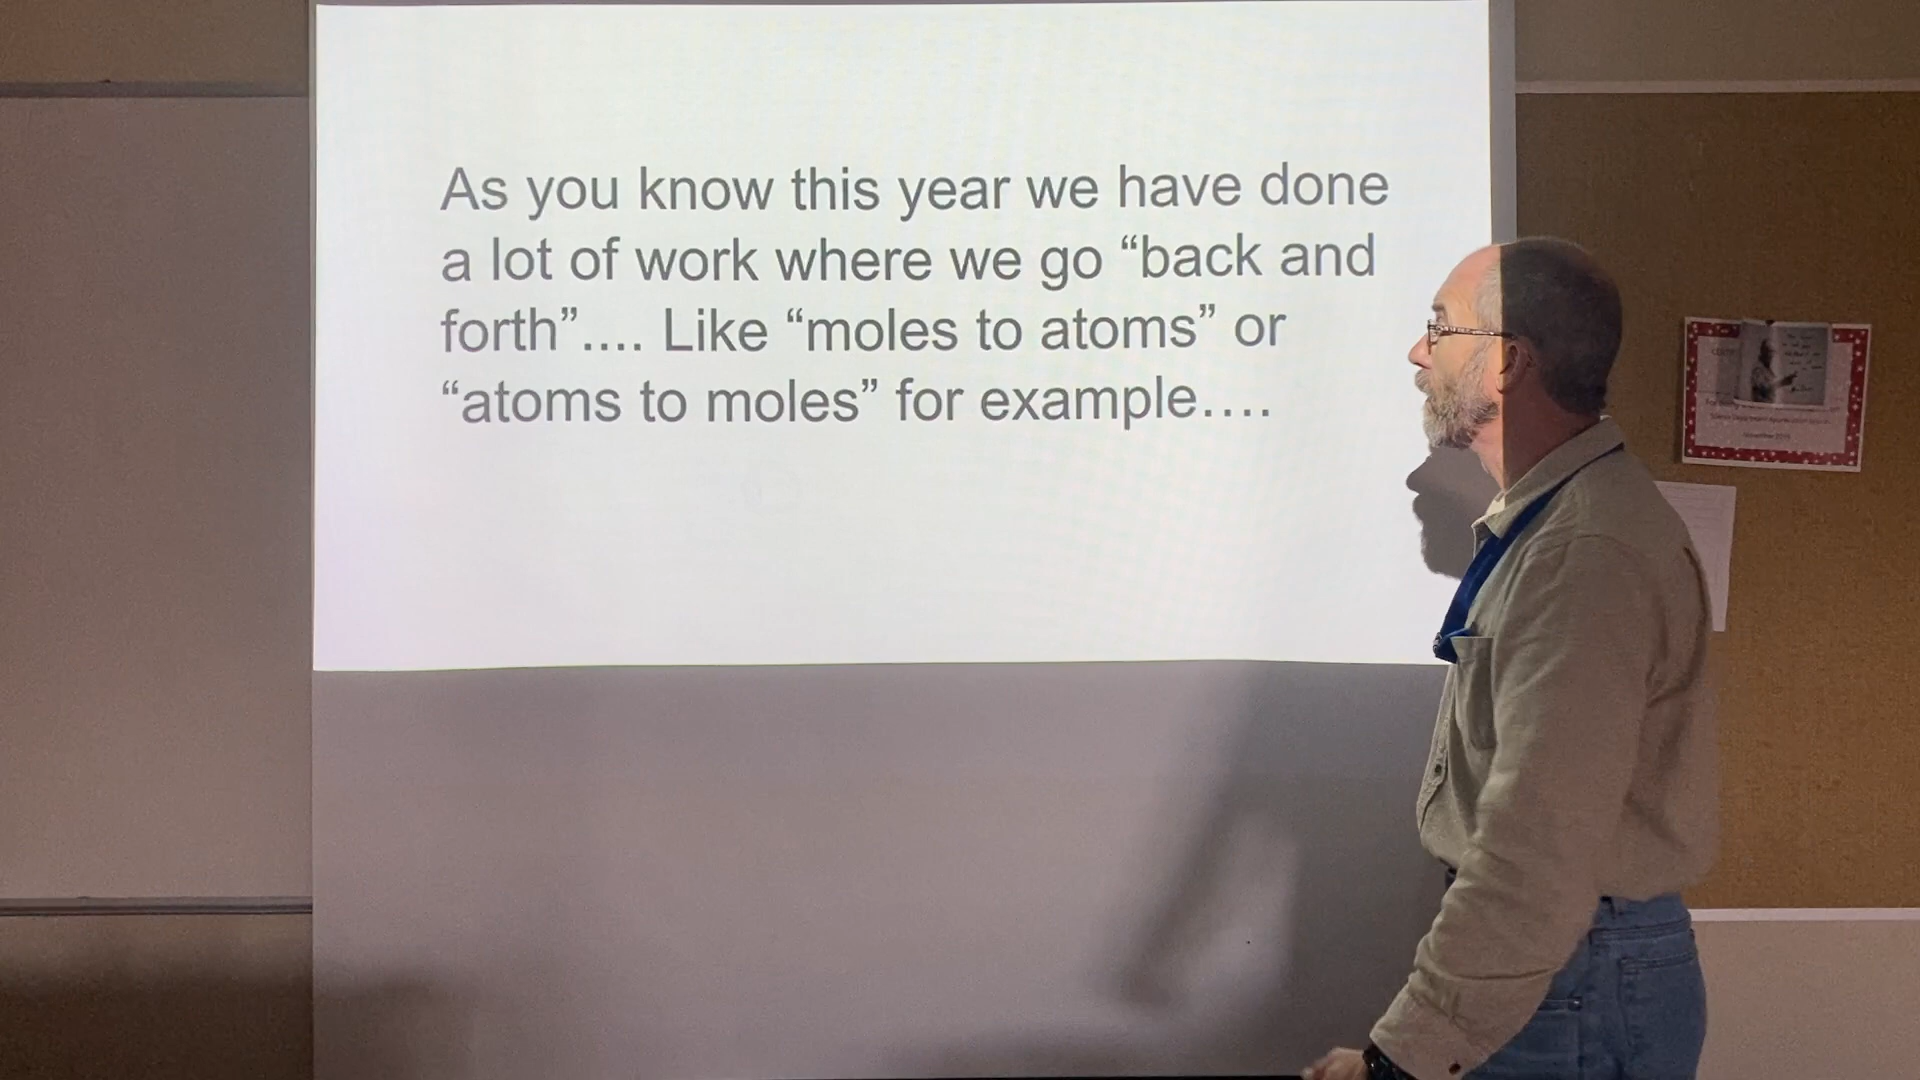 As you know this year we have done
a lot of work where we go “back and
forth”.... Like “moles to atoms” or
“atoms to moles” for example....